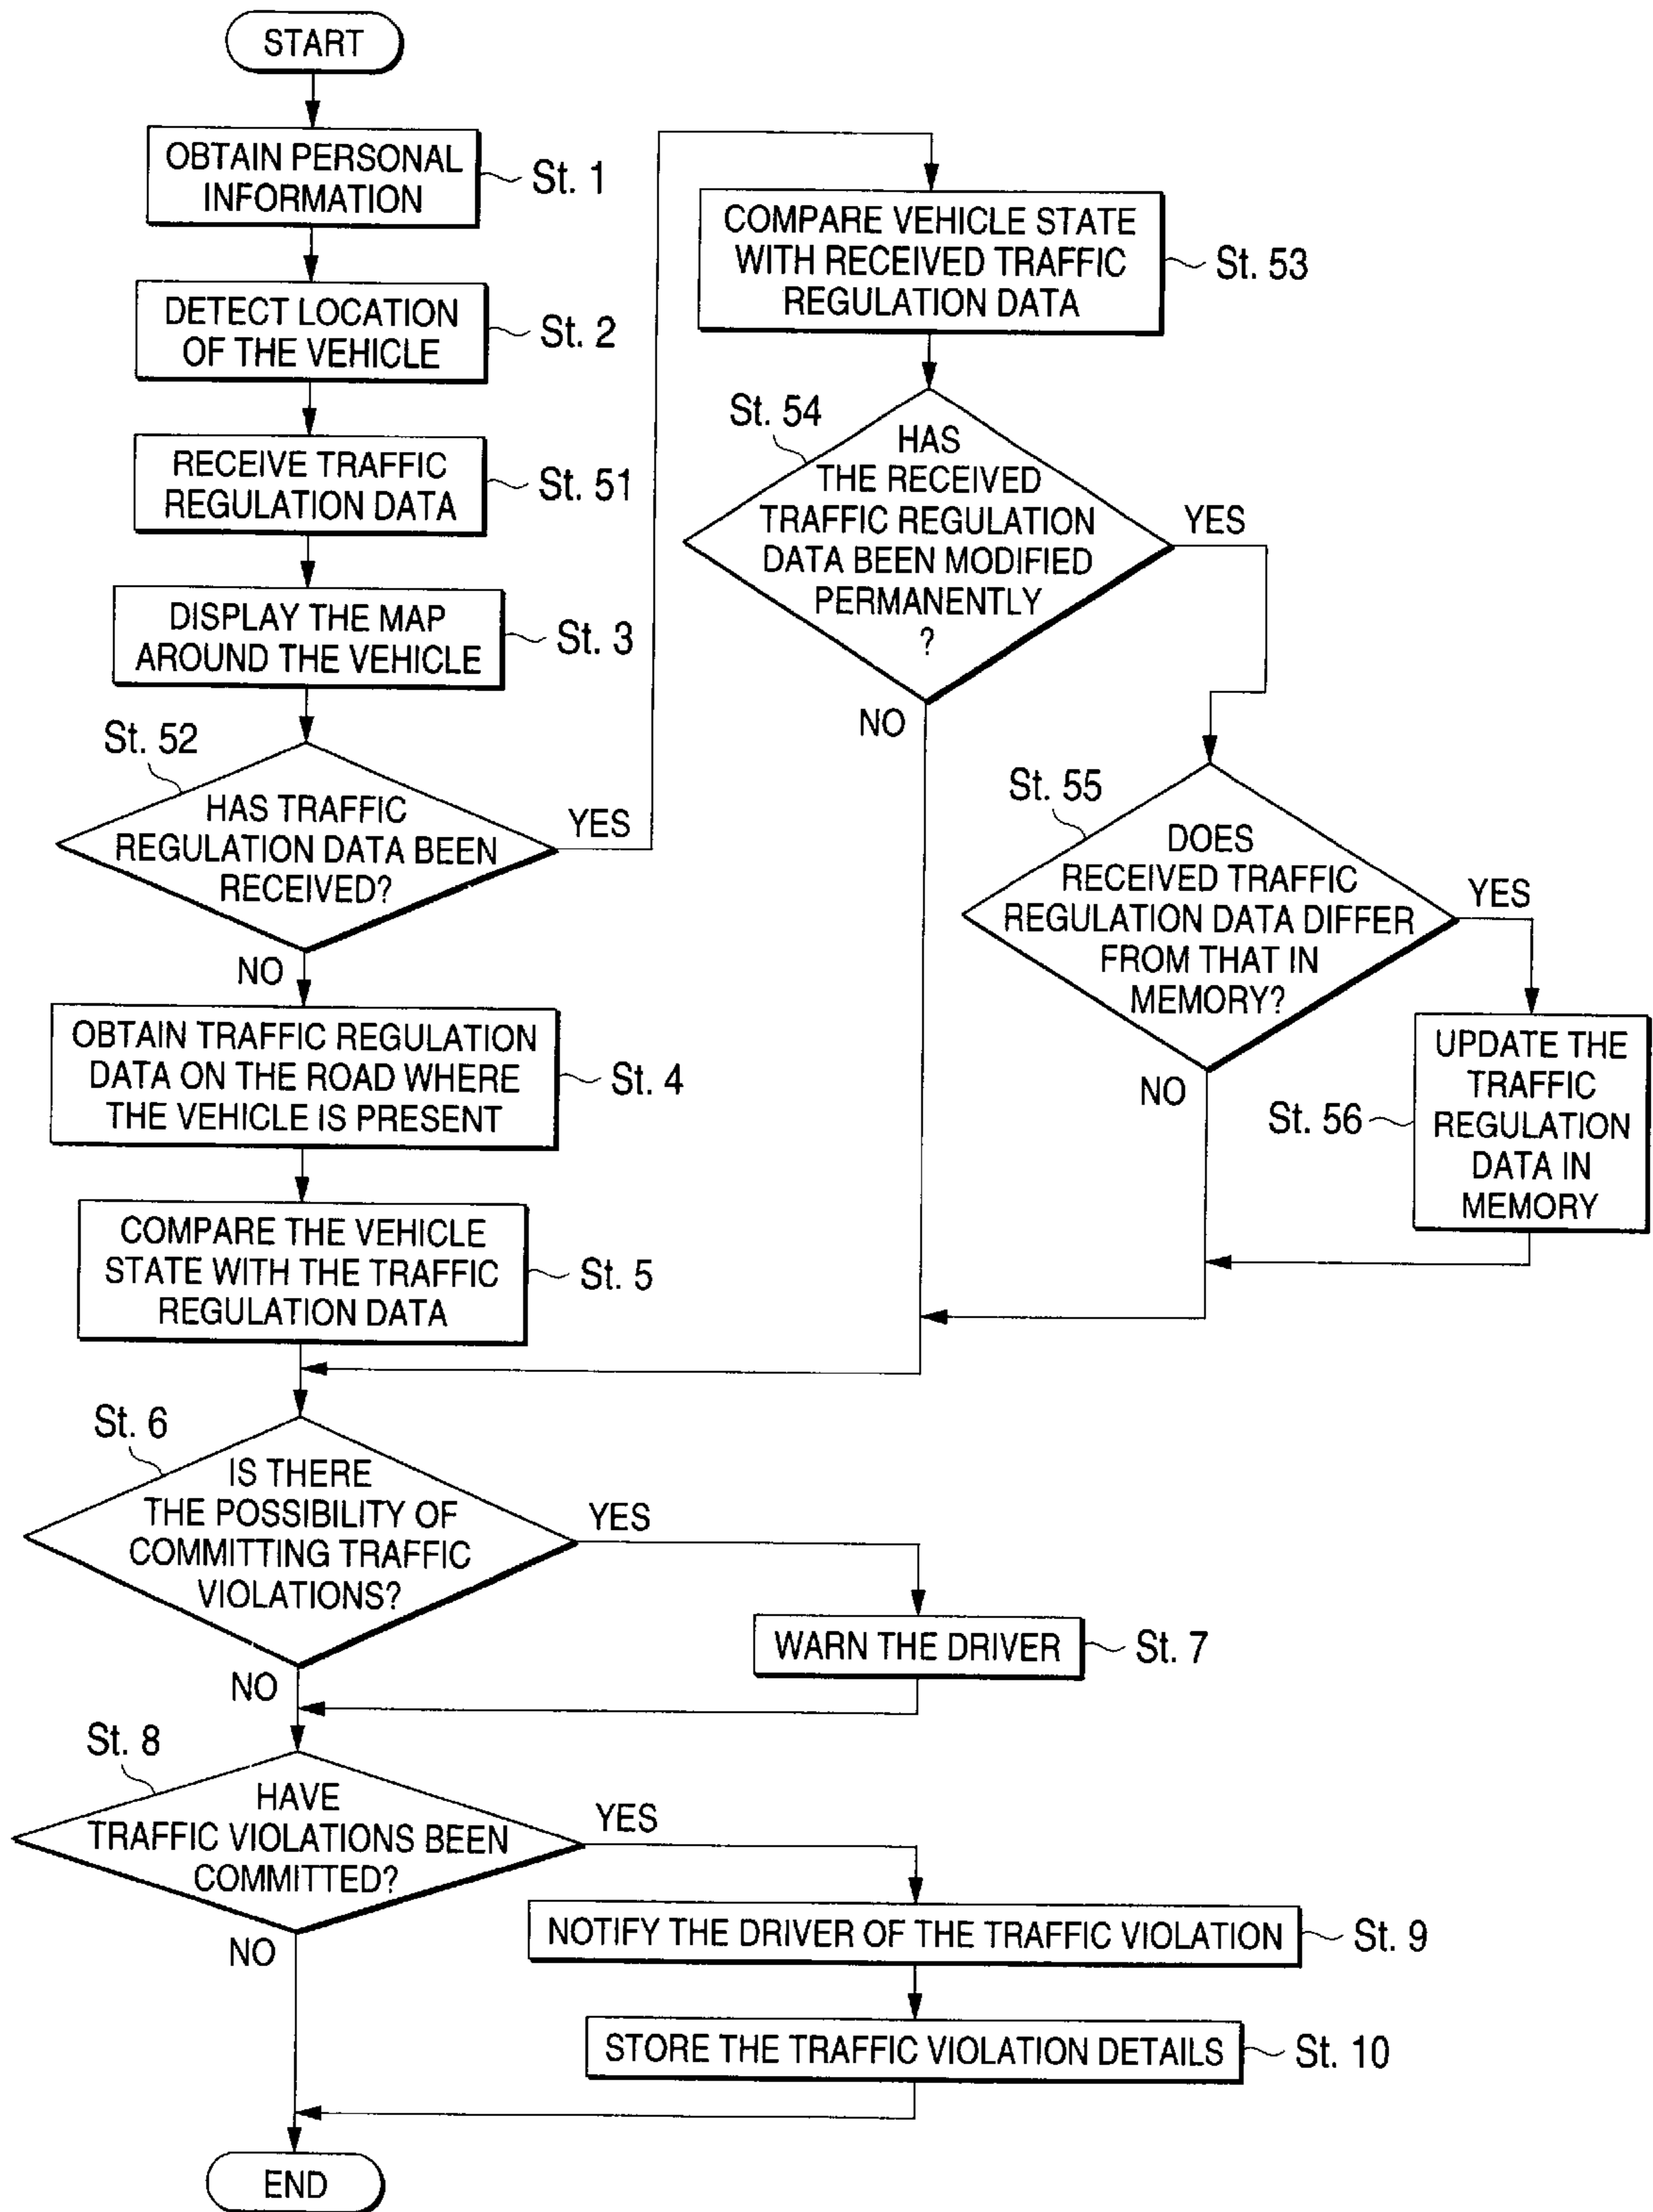 START
OBTAIN PERSONAL
INFORMATION
St. 1
DETECT LOCATION
OF THE VEHICLE
St. 2
RECEIVE TRAFFIC
REGULATION DATA
St. 51
DISPLAY THE MAP
AROUND THE VEHICLE
St. 3
St. 52
HAS TRAFFIC
REGULATION DATA BEEN
RECEIVED?
YES
NO
COMPARE VEHICLE STATE
WITH RECEIVED TRAFFIC
REGULATION DATA
St. 53
St. 54
HAS
THE RECEIVED
TRAFFIC REGULATION
DATA BEEN MODIFIED
PERMANENTLY
?
YES
NO
St. 55
DOES
RECEIVED TRAFFIC
REGULATION DATA DIFFER
FROM THAT IN
MEMORY?
YES
NO
UPDATE THE
TRAFFIC
REGULATION
DATA IN
MEMORY
St. 56
OBTAIN TRAFFIC REGULATION
DATA ON THE ROAD WHERE
THE VEHICLE IS PRESENT
St. 4
COMPARE THE VEHICLE
STATE WITH THE TRAFFIC
REGULATION DATA
St. 5
St. 6
IS THERE
THE POSSIBILITY OF
COMMITTING TRAFFIC
VIOLATIONS?
YES
NO
WARN THE DRIVER
St. 7
St. 8
HAVE
TRAFFIC VIOLATIONS BEEN
COMMITTED?
YES
NO
NOTIFY THE DRIVER OF THE TRAFFIC VIOLATION
St. 9
STORE THE TRAFFIC VIOLATION DETAILS
St. 10
END